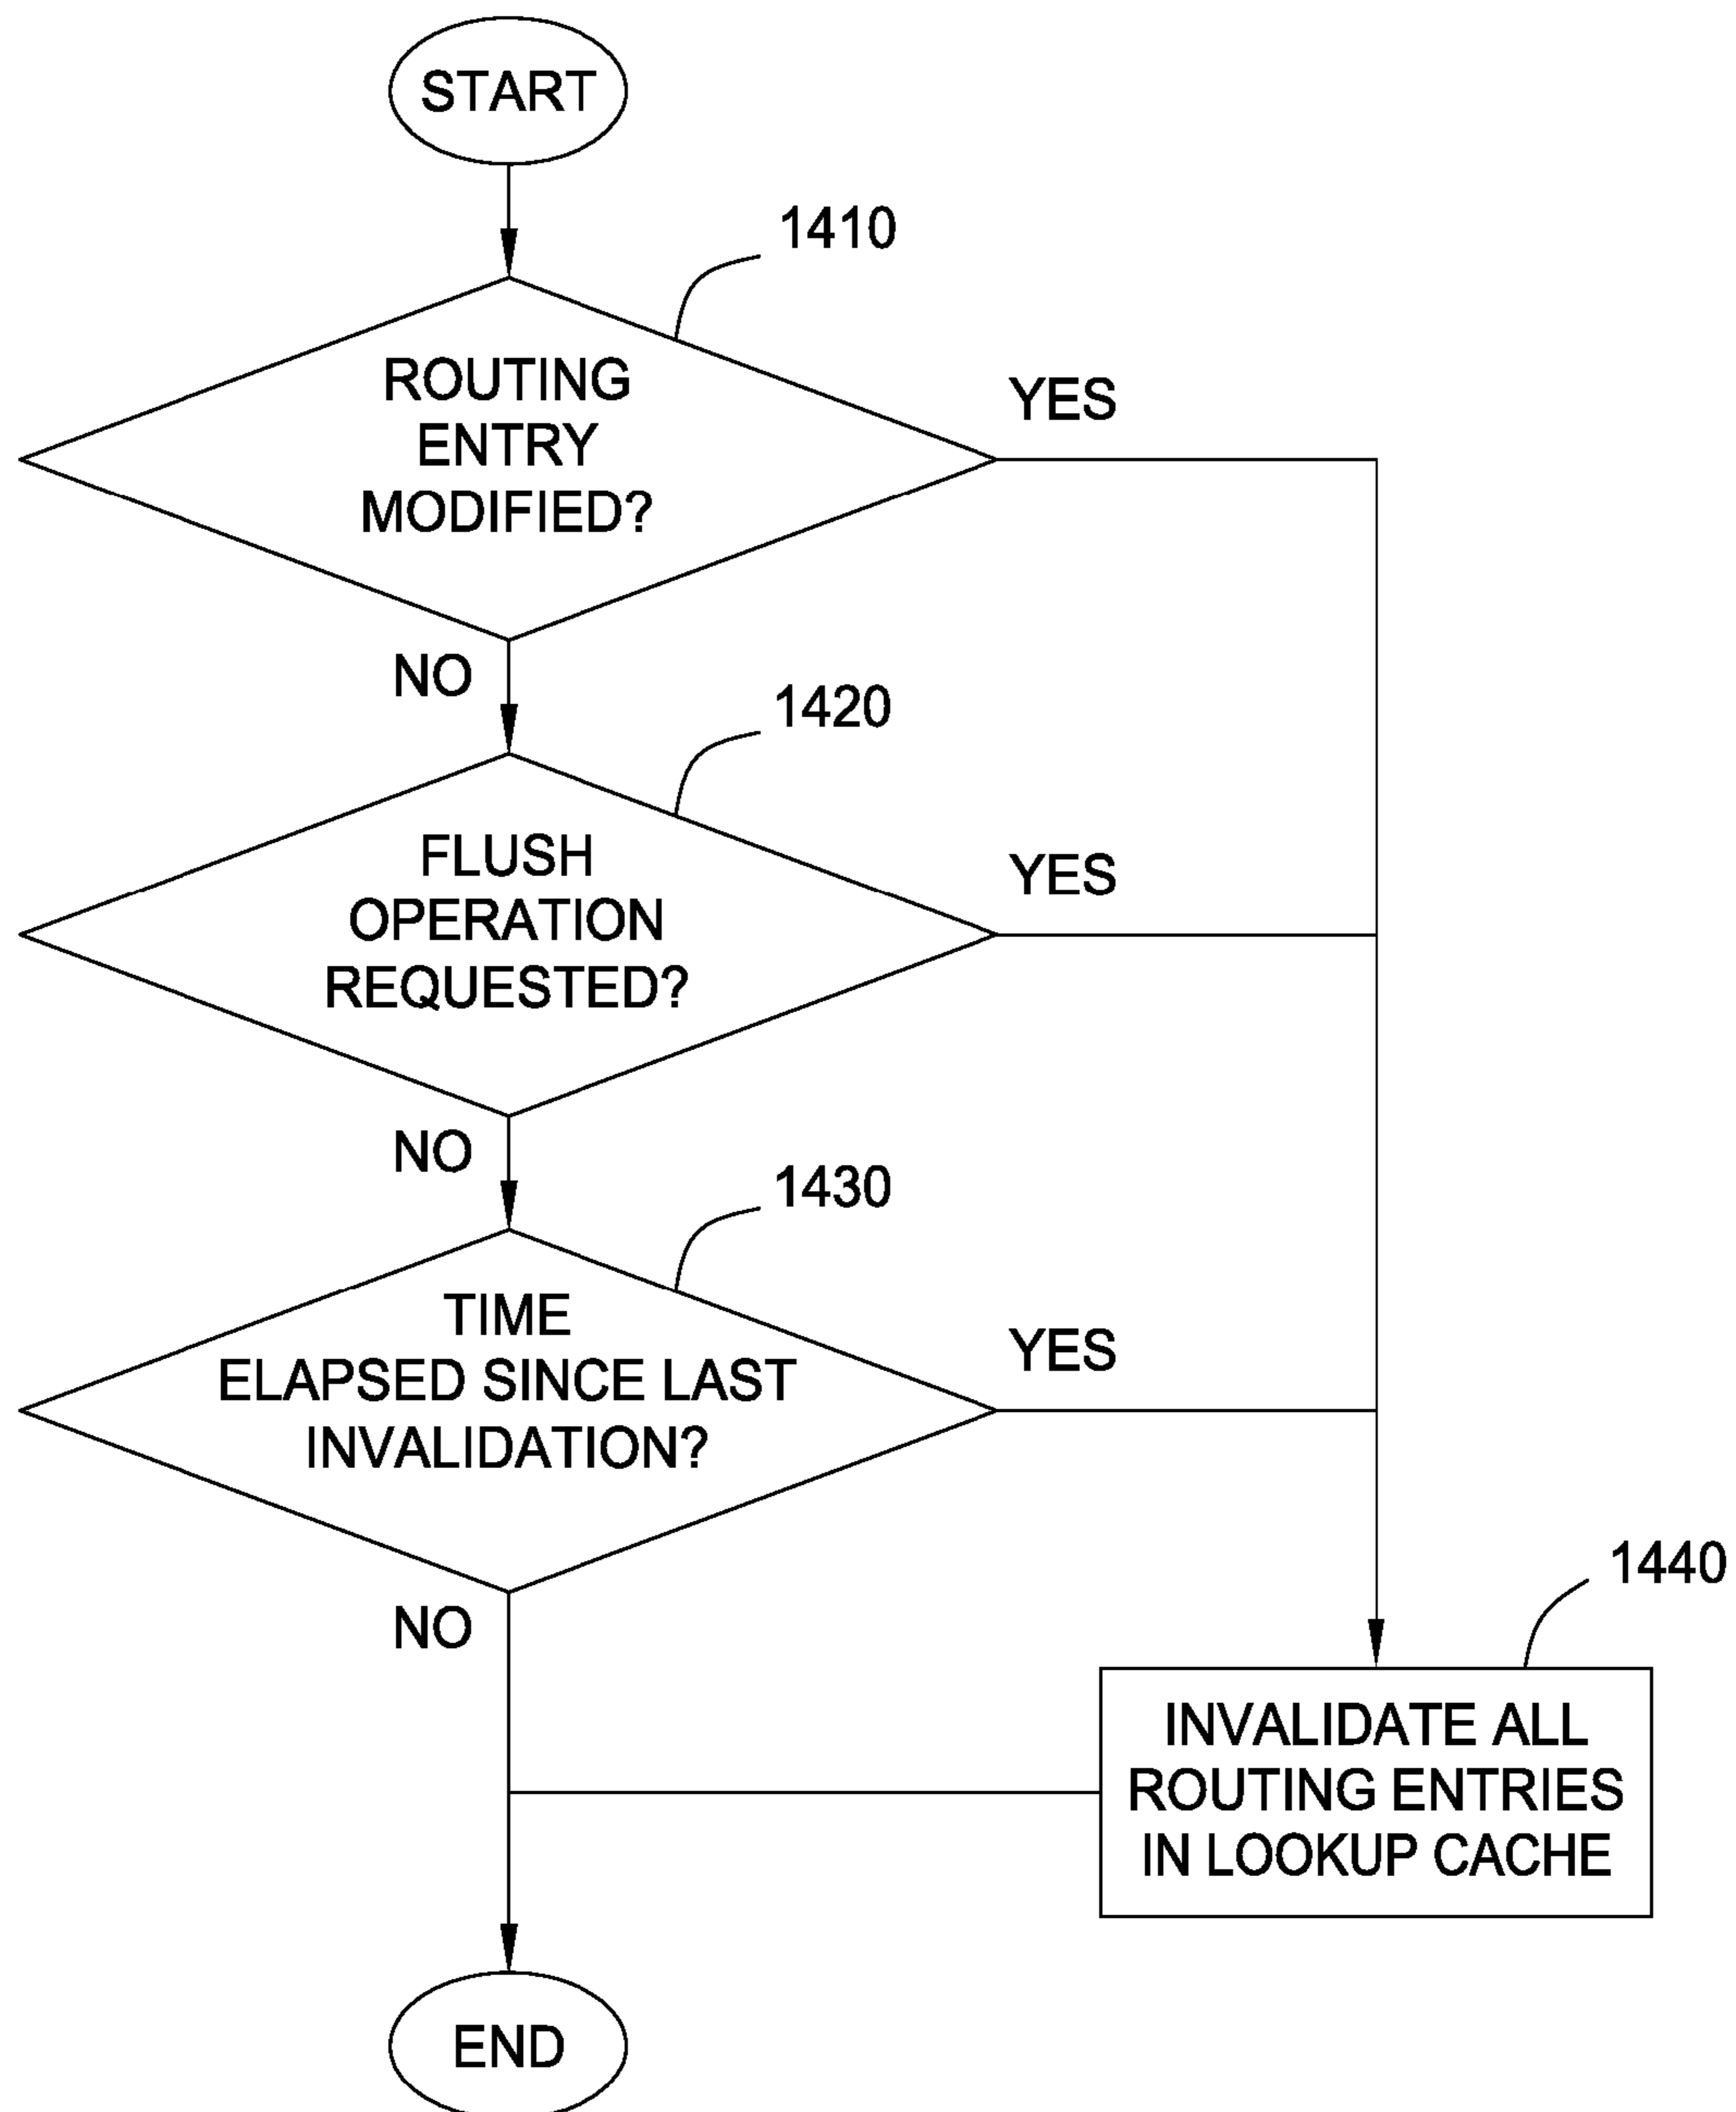 START
1410
ROUTING
ENTRY
MODIFIED?
YES
NO
1420
FLUSH
OPERATION
REQUESTED?
YES
NO
1430
TIME
ELAPSED SINCE LAST
INVALIDATION?
YES
NO
1440
INVALIDATE ALL
ROUTING ENTRIES
IN LOOKUP CACHE
END